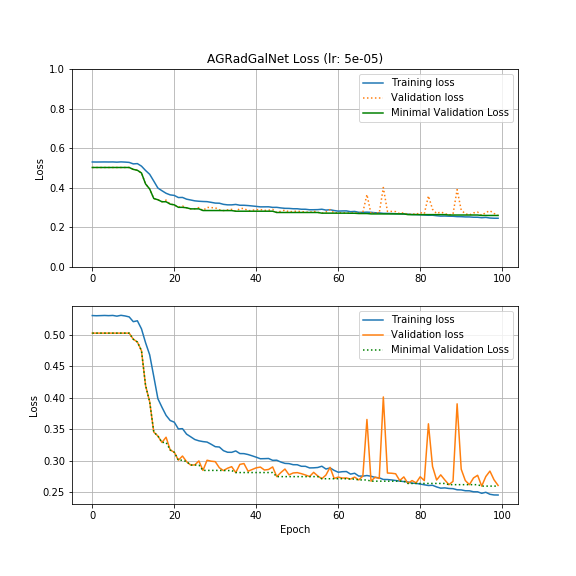 AGRadGalNet Loss (lr: 5e-05)
1.0
0.8
0.6
0.4
0.2
0.0
Loss
Training loss
Validation loss
Minimal Validation Loss
0
20
40
60
80
100
0.50
0.45
0.40
0.35
0.30
0.25
Loss
Training loss
Validation loss
Minimal Validation Loss
0
20
40
60
80
100
Epoch